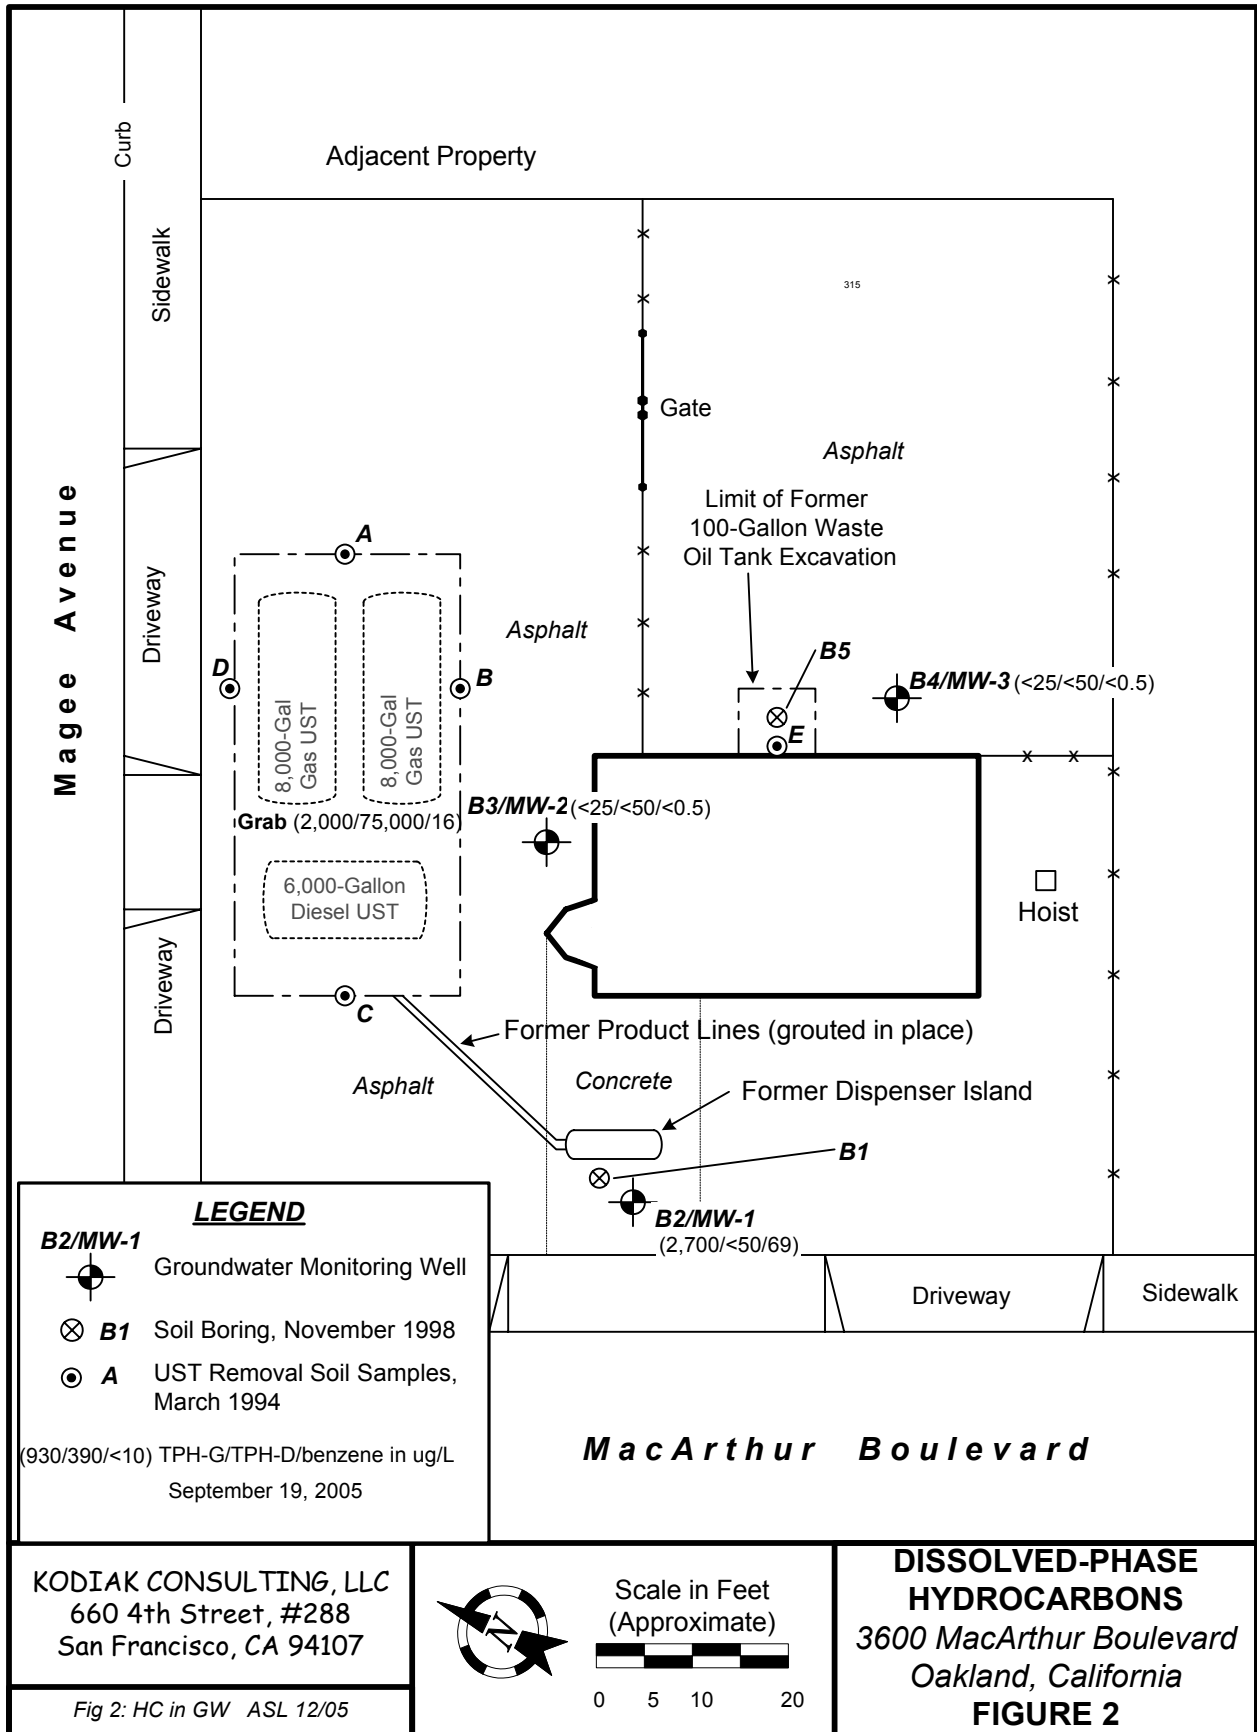 Curb
Adjacent Property
Sidewalk
315
Gate
Asphalt
Limit of Former
100-Gallon Waste
Oil Tank Excavation
Magee Avenue
Driveway
A
Asphalt
B5
D
B
B4/MW-3 (<25/<50/<0.5)
8,000-Gal
Gas UST
8,000-Gal
Gas UST
E
B3/MW-2 (<25/<50/<0.5)
Grab (2,000/75,000/16)
6,000-Gallon
Diesel UST
Hoist
Driveway
C
Former Product Lines (grouted in place)
Asphalt
Concrete
Former Dispenser Island
B1
B2/MW-1
(2,700/<50/69)
LEGEND
B2/MW-1
Groundwater Monitoring Well
B1 Soil Boring, November 1998
A UST Removal Soil Samples,
March 1994
(930/390/<10) TPH-G/TPH-D/benzene in ug/L
September 19, 2005
Driveway
Sidewalk
MacArthur Boulevard
KODIAK CONSULTING, LLC
660 4th Street, #288
San Francisco, CA 94107
Fig 2: HC in GW ASL 12/05
N
Scale in Feet
(Approximate)
0 5 10 20
DISSOLVED-PHASE
HYDROCARBONS
3600 MacArthur Boulevard
Oakland, California
FIGURE 2